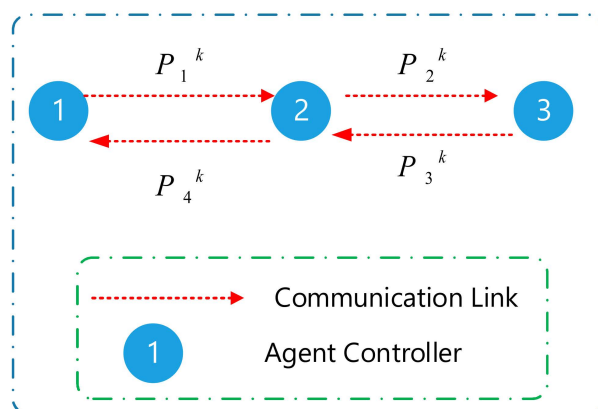 P₁ᵏ P₂ᵏ
1 2 3
P₄ᵏ P₃ᵏ
Communication Link
1 Agent Controller